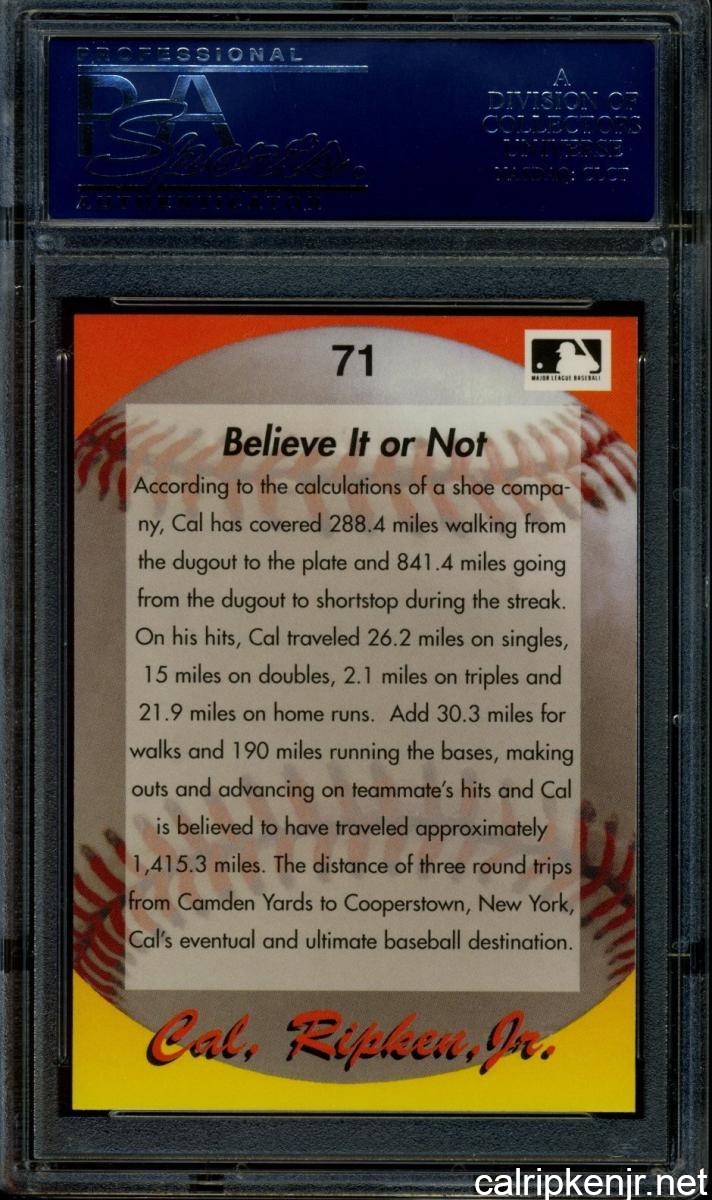 PROFESSIONAL
PSA
Sports.
AUTHENTICATOR
A
DIVISION OF
COLLECTORS
UNIVERSE
NASDAQ: CLCT
71
MAJOR LEAGUE BASEBALL
Believe It or Not
According to the calculations of a shoe compa-
ny, Cal has covered 288.4 miles walking from
the dugout to the plate and 841.4 miles going
from the dugout to shortstop during the streak.
On his hits, Cal traveled 26.2 miles on singles,
15 miles on doubles, 2.1 miles on triples and
21.9 miles on home runs. Add 30.3 miles for
walks and 190 miles running the bases, making
outs and advancing on teammate's hits and Cal
is believed to have traveled approximately
1,415.3 miles. The distance of three round trips
from Camden Yards to Cooperstown, New York,
Cal's eventual and ultimate baseball destination.
Cal, Ripken, Jr.
calripkenjr.net